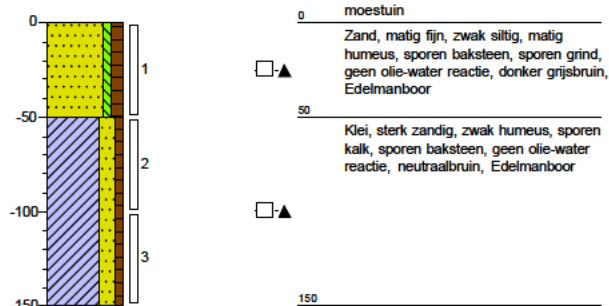 0
-50
-100
-150
1
2
3
0
moestuin
Zand, matig fijn, zwak siltig, matig
humeus, sporen baksteen, sporen grind,
geen olie-water reactie, donker grijsbruin,
Edelmanboor
50
Klei, sterk zandig, zwak humeus, sporen
kalk, sporen baksteen, geen olie-water
reactie, neutraalbruin, Edelmanboor
150